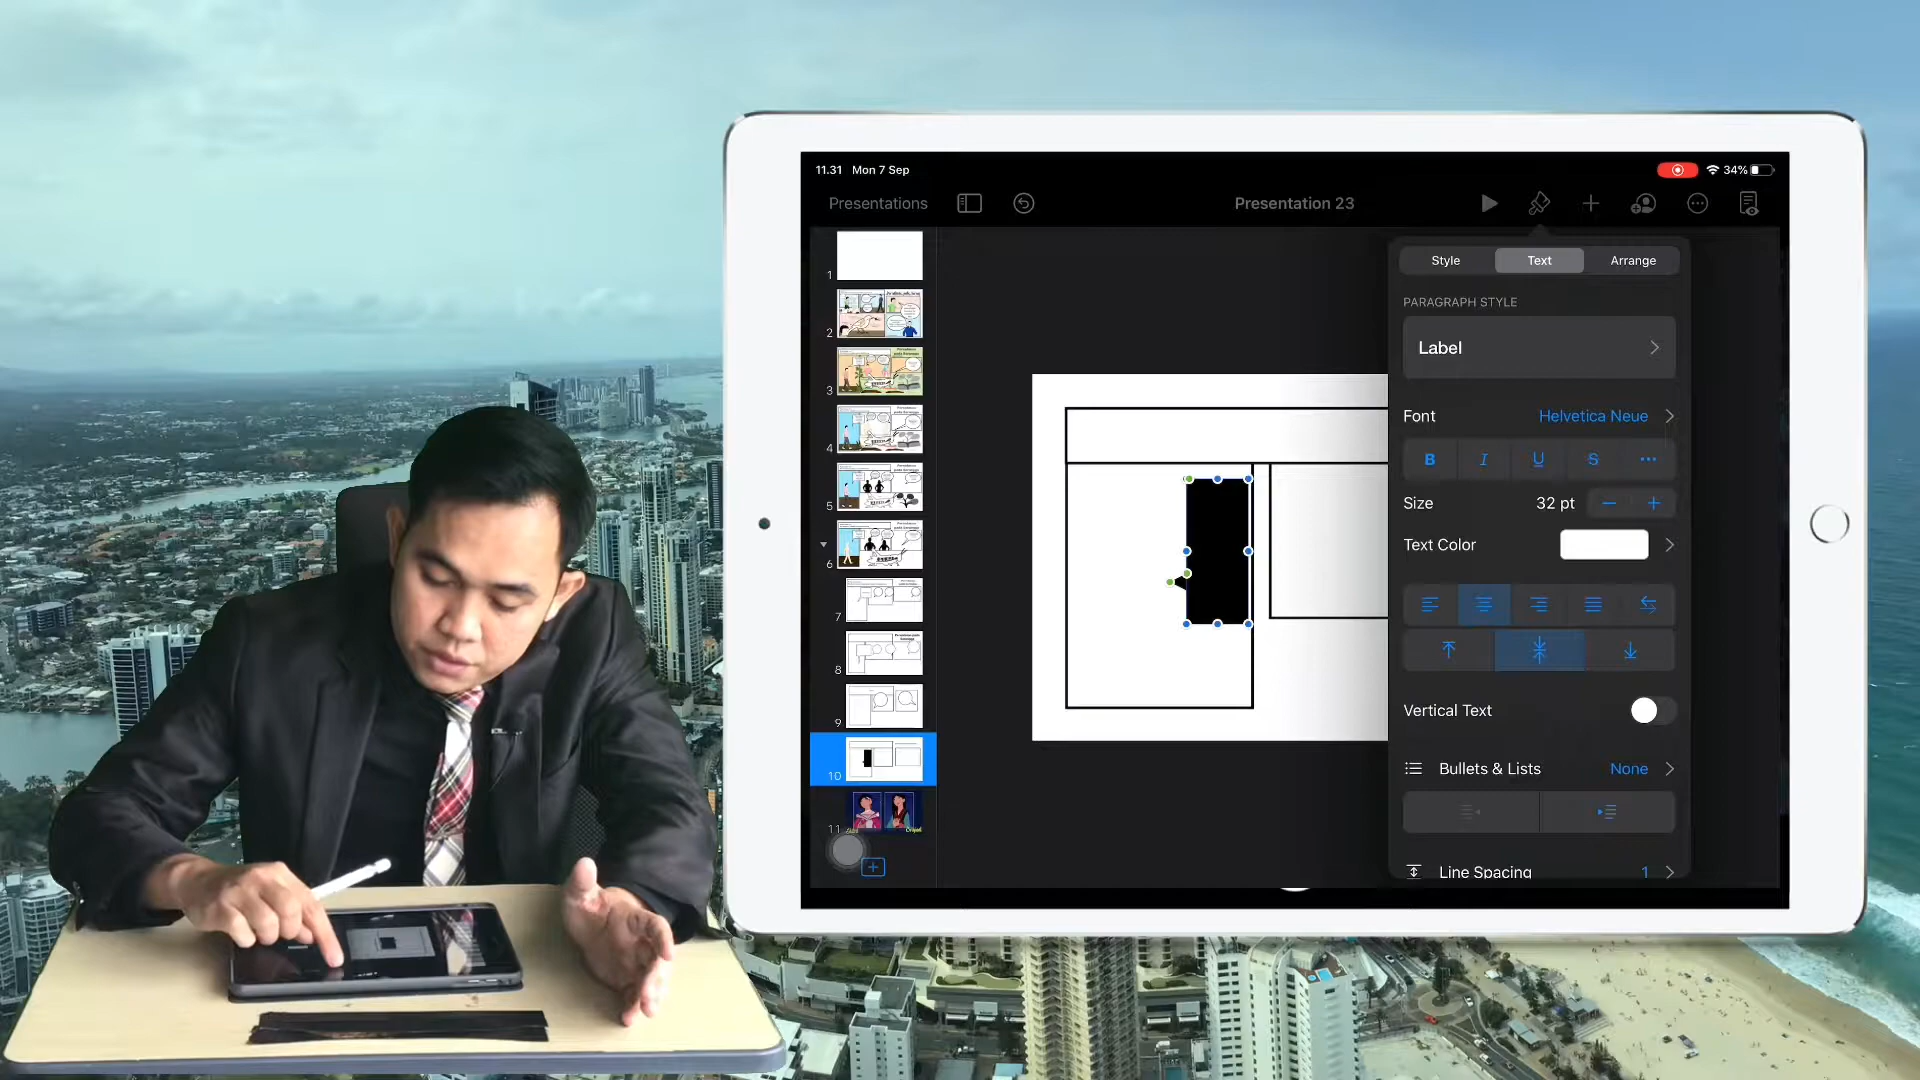 11.31 Mon 7 Sep
34%
Presentations
Presentation 23
Style
Text
Arrange
PARAGRAPH STYLE
Label
Font
Helvetica Neue
B
I
U
S
Size
32 pt
Text Color
Vertical Text
Bullets & Lists
None
Line Spacing
1
1
2
3
4
5
6
7
8
9
10
11